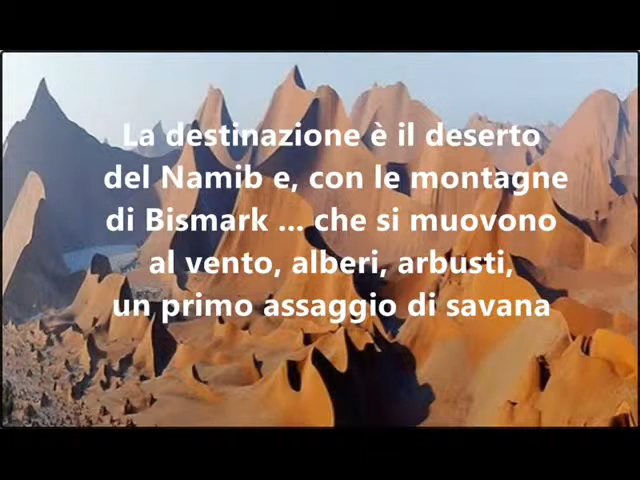 La destinazione è il deserto
del Namib e, con le montagne
di Bismark ... che si muovono
al vento, alberi, arbusti,
un primo assaggio di savana